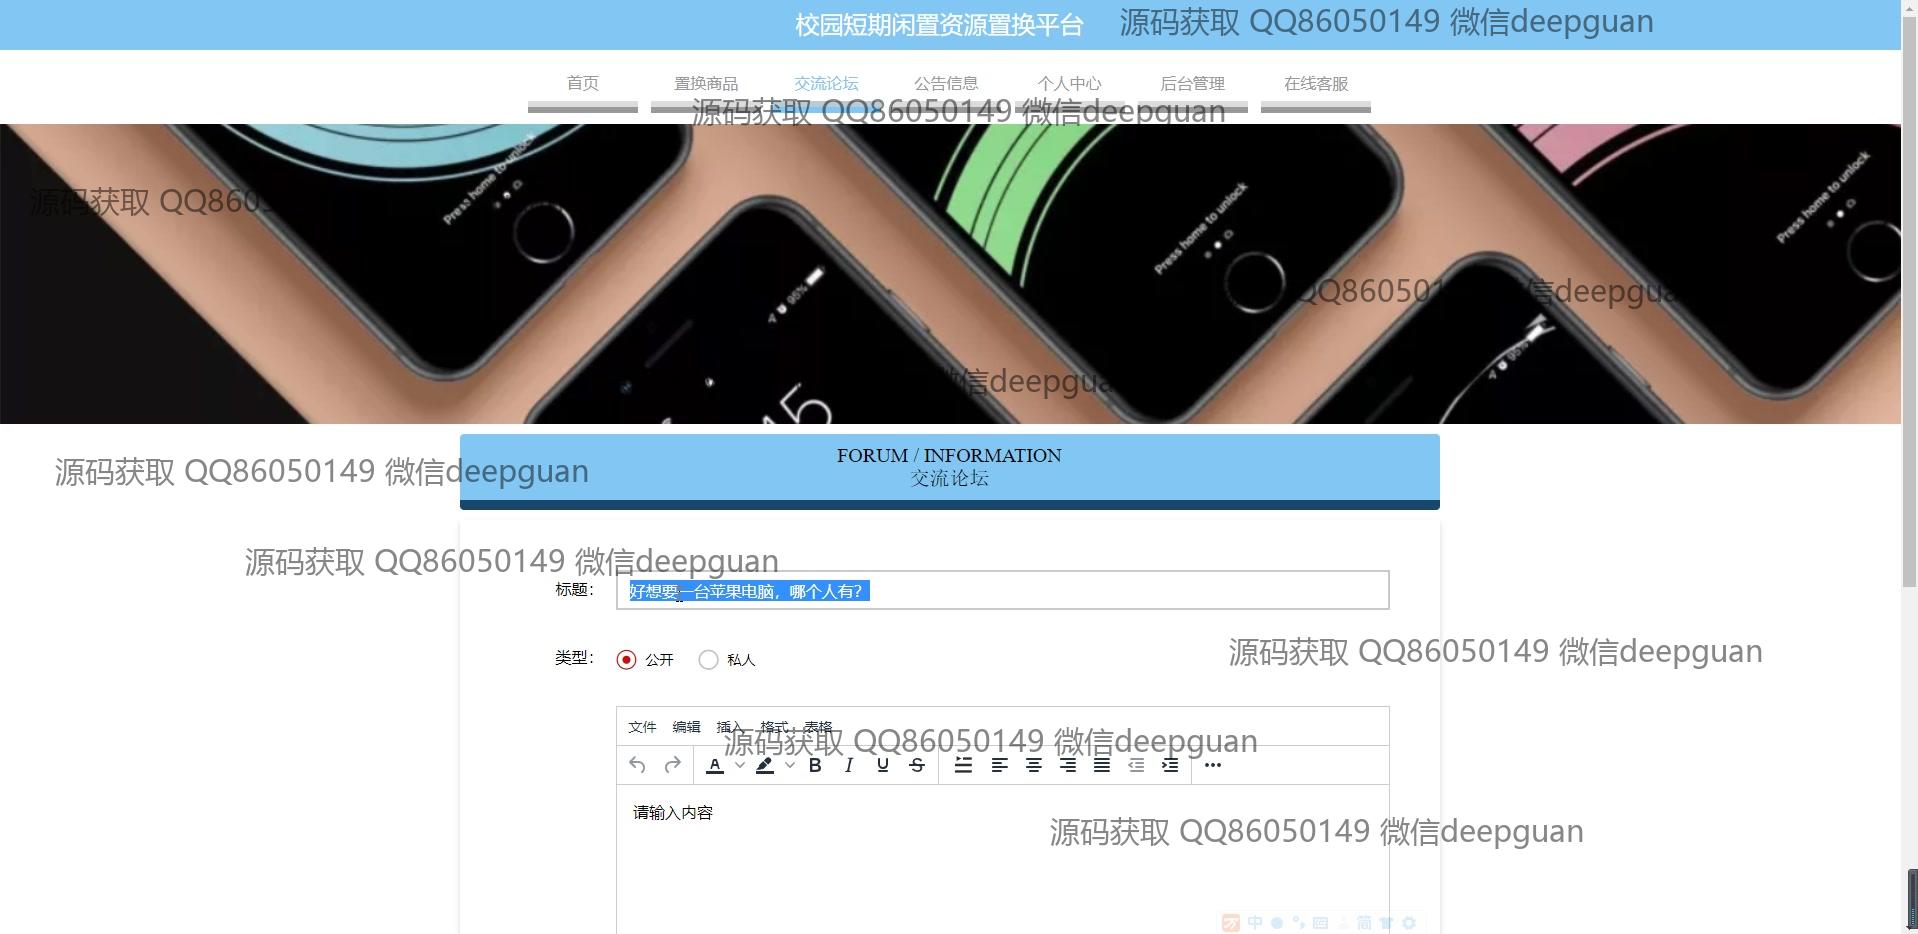 校园短期闲置资源置换平台
源码获取 QQ86050149 微信deepguan
首页 置换商品 交流论坛 公告信息 个人中心 后台管理 在线客服
源码获取 QQ86050149 微信deepguan
Press home to unlock
Press home to unlock
Press home to unlock
源码获取 QQ8605
95%
QQ860501 信deepgua
95%
微信deepgua
FORUM / INFORMATION
交流论坛
源码获取 QQ86050149 微信deepguan
源码获取 QQ86050149 微信deepguan
标题： 好想要一台苹果电脑，哪个人有？
类型： 公开 私人
源码获取 QQ86050149 微信deepguan
文件 编辑 插入 格式 表格
源码获取 QQ86050149 微信deepguan
A B I U S
请输入内容
源码获取 QQ86050149 微信deepguan
中 简